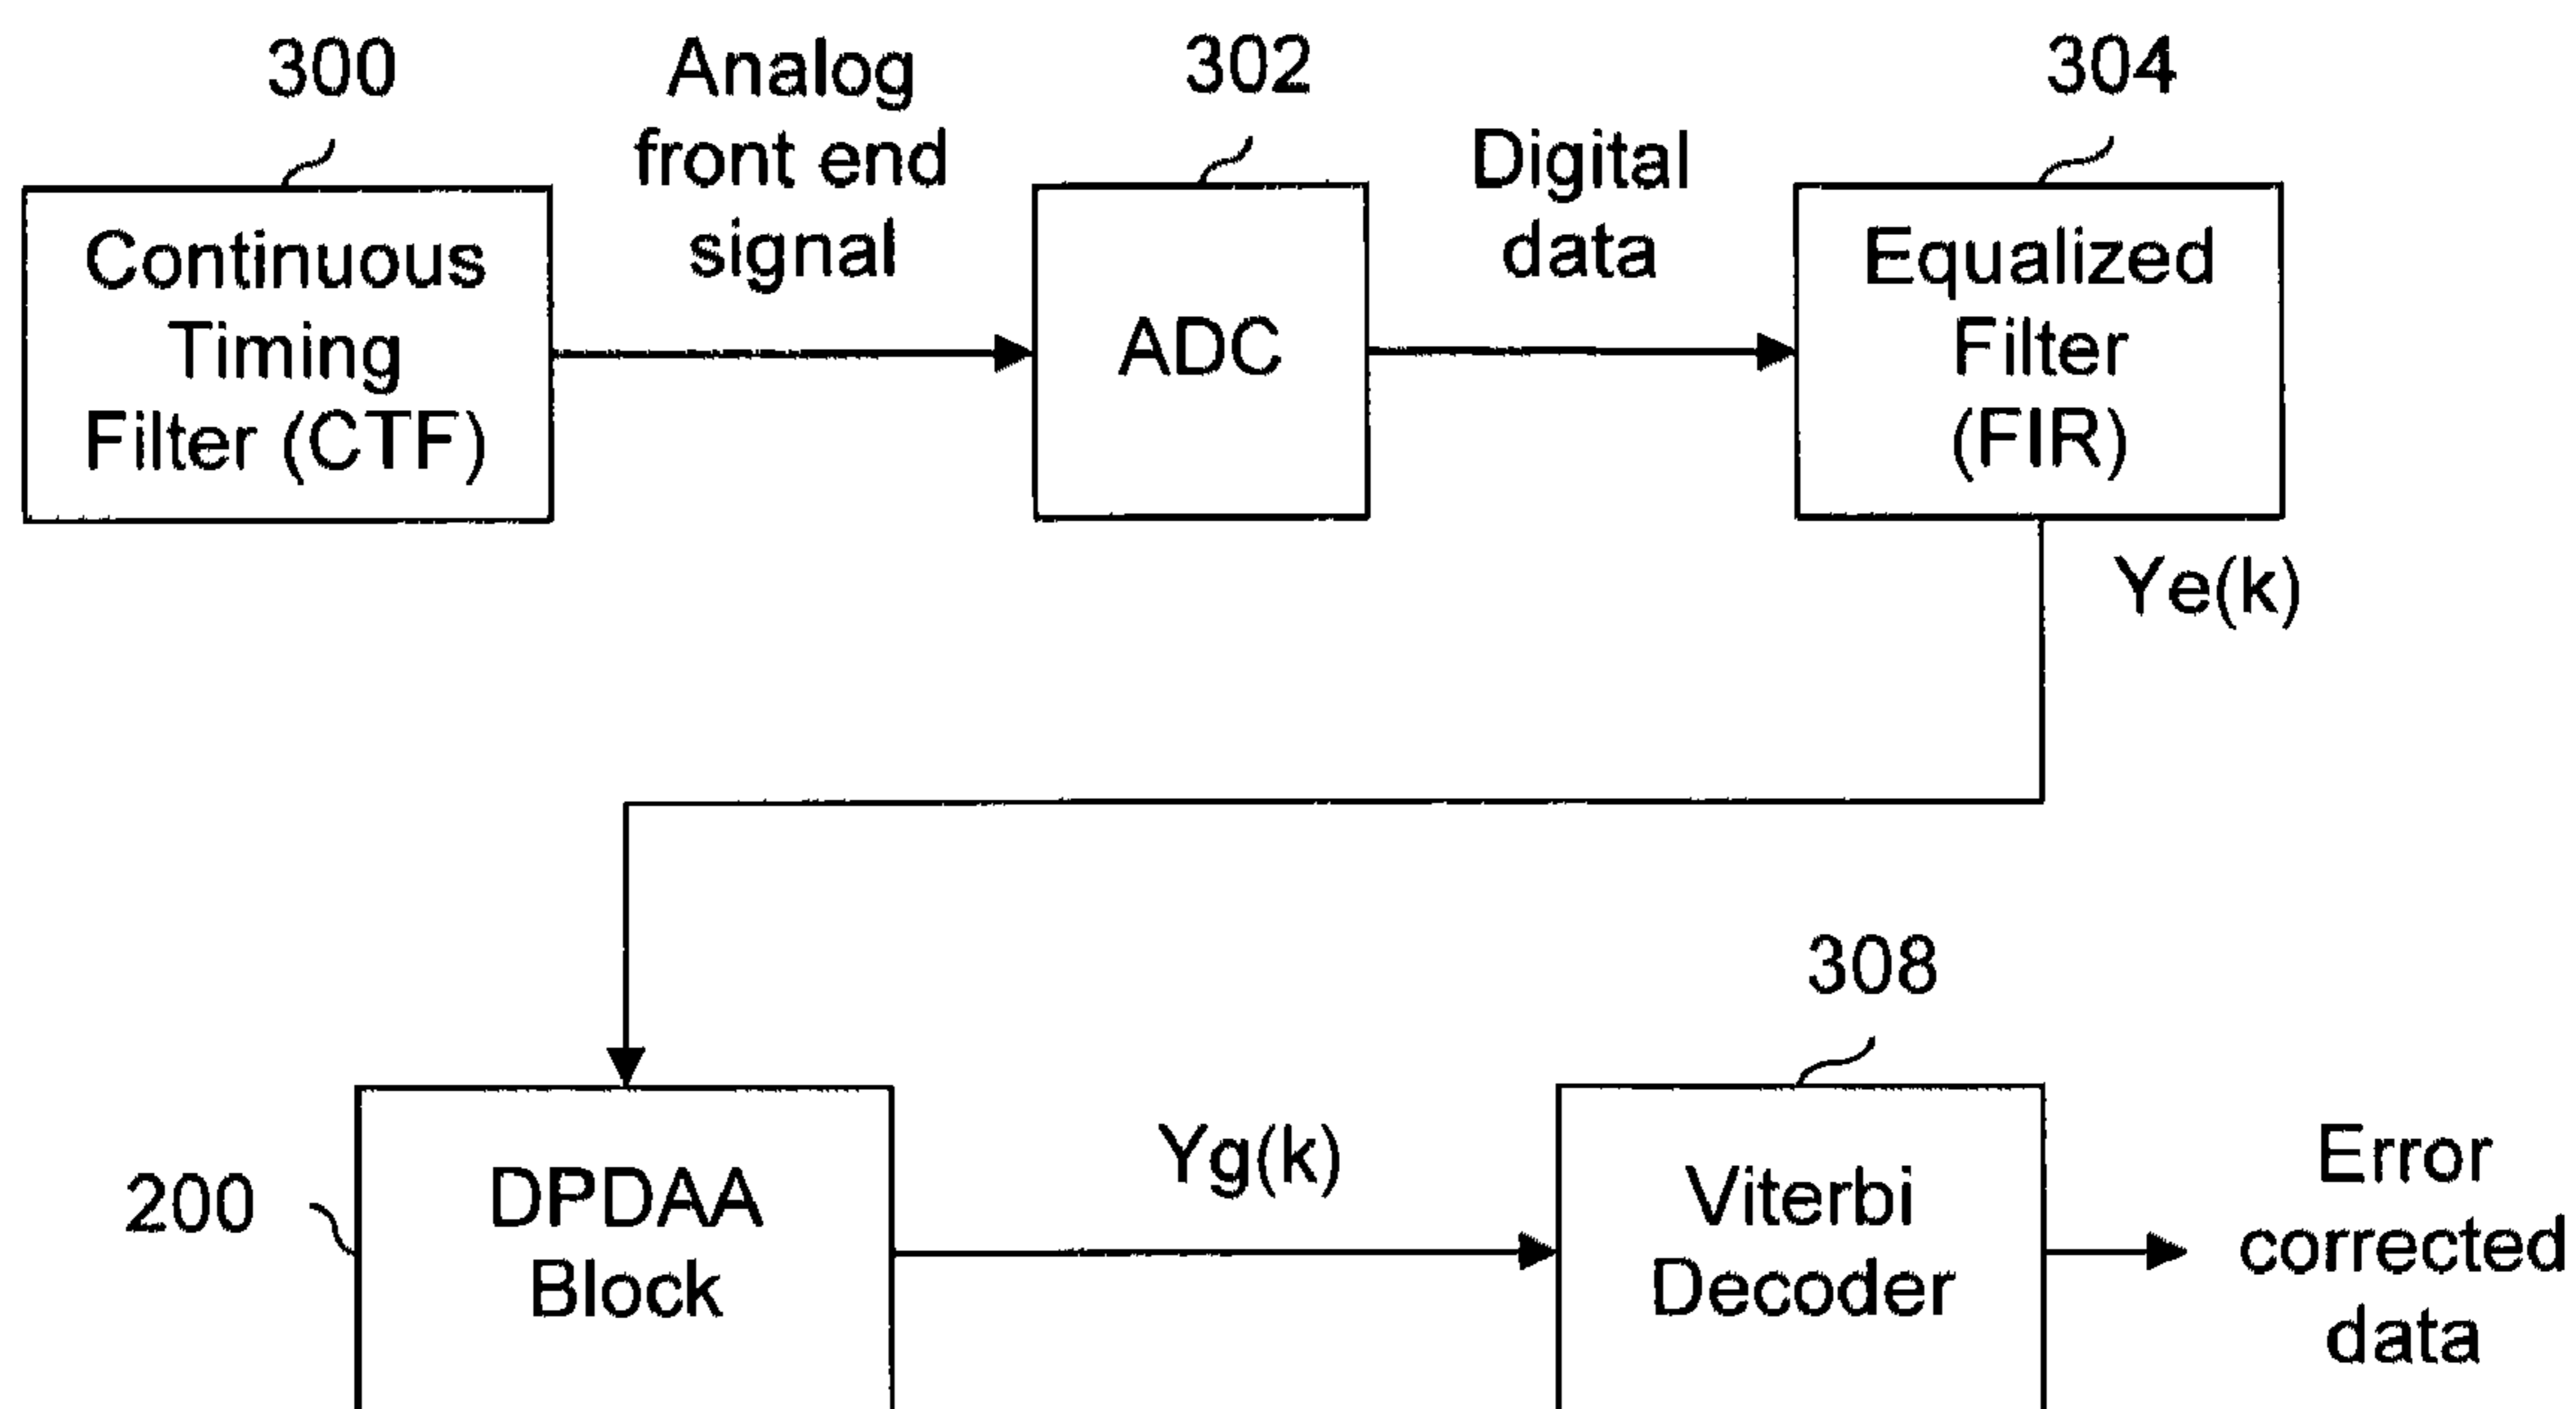 300
Analog
front end
signal
302
Digital
data
304
Continuous
Timing
Filter (CTF)
ADC
Equalized
Filter
(FIR)
Ye(k)
308
200
DPDAA
Block
Yg(k)
Viterbi
Decoder
Error
corrected
data